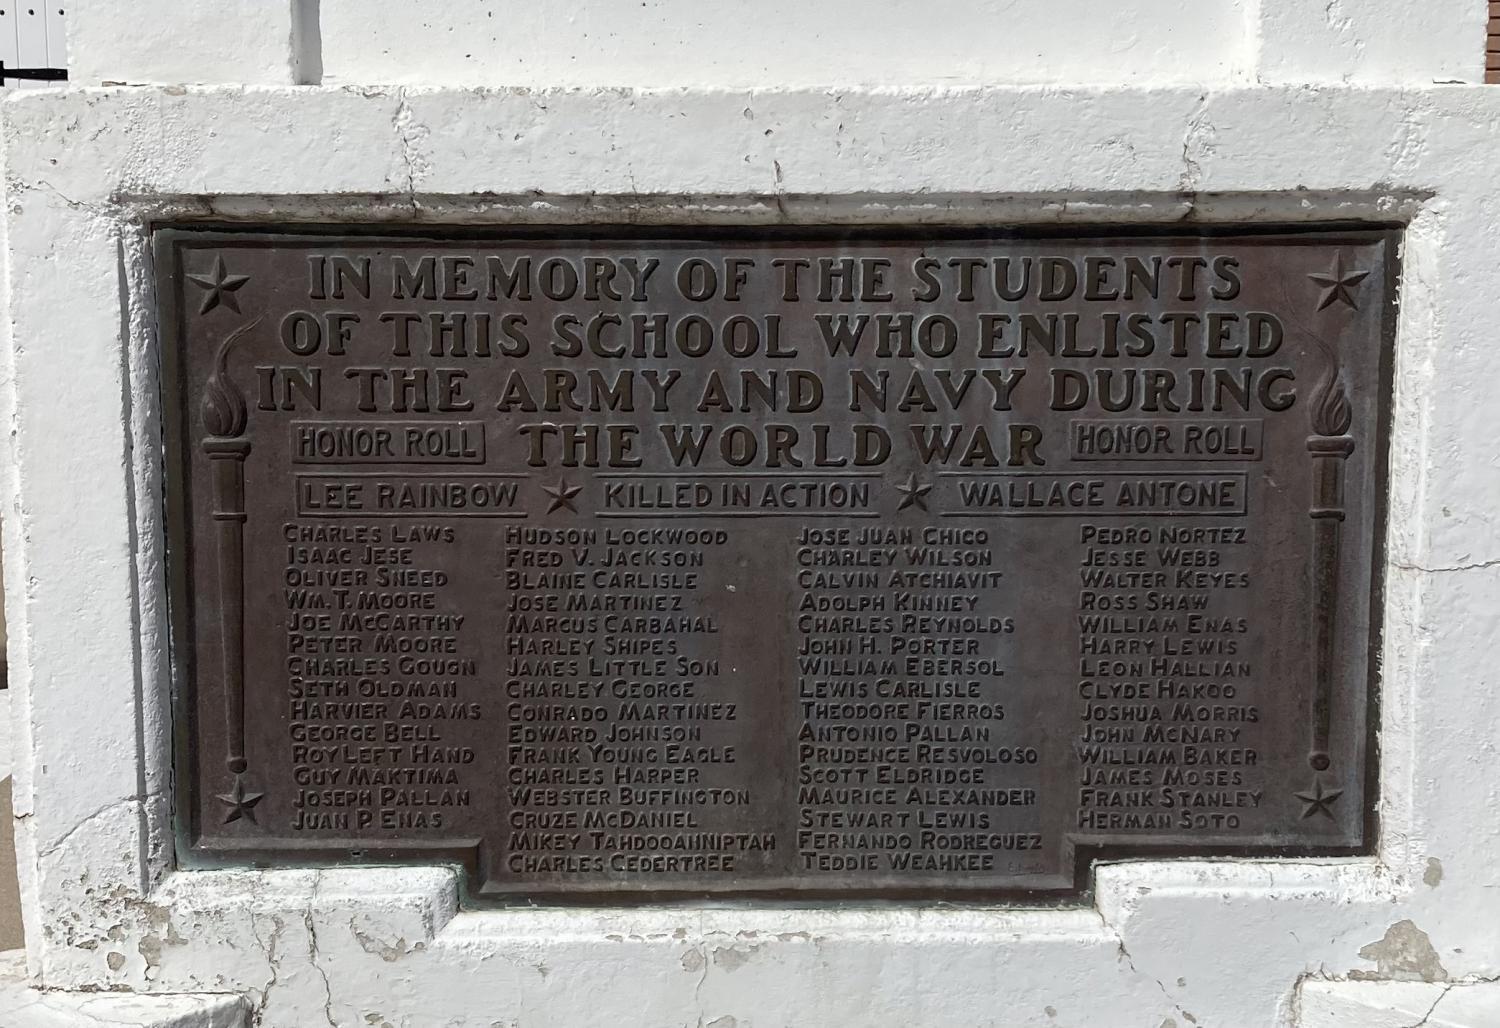 IN MEMORY OF THE STUDENTS
OF THIS SCHOOL WHO ENLISTED
IN THE ARMY AND NAVY DURING
HONOR ROLL THE WORLD WAR HONOR ROLL
LEE RAINBOW KILLED IN ACTION WALLACE ANTONE
CHARLES LAWS
ISAAC JESE
OLIVER SNEED
WM. T. MOORE
JOE MCCARTHY
PETER MOORE
CHARLES GOUGN
SETH OLDMAN
HARVIER ADAMS
GEORGE BELL
ROY LEFT HAND
GUY MAKTIMA
JOSEPH PALLAN
JUAN P. ENAS
HUDSON LOCKWOOD
FRED V. JACKSON
BLAINE CARLISLE
JOSE MARTINEZ
MARCUS CARBAHAL
HARLEY SHIPES
JAMES LITTLE SON
CHARLEY GEORGE
CONRADO MARTINEZ
EDWARD JOHNSON
FRANK YOUNG EAGLE
CHARLES HARPER
WEBSTER BUFFINGTON
CRUZE MCDANIEL
MIKEY TAHDOOAHNIPTAH
CHARLES CEDERTREE
JOSE JUAN CHICO
CHARLEY WILSON
CALVIN ATCHIAVIT
ADOLPH KINNEY
CHARLES REYNOLDS
JOHN H. PORTER
WILLIAM EBERSOL
LEWIS CARLISLE
THEODORE FIERROS
ANTONIO PALLAN
PRUDENCE RESVOLOSO
SCOTT ELDRIDGE
MAURICE ALEXANDER
STEWART LEWIS
FERNANDO RODREGUEZ
TEDDIE WEAHKEE
PEDRO NORTEZ
JESSE WEBB
WALTER KEYES
ROSS SHAW
WILLIAM ENAS
HARRY LEWIS
LEON HALLIAN
CLYDE HAKOO
JOSHUA MORRIS
JOHN MCNARY
WILLIAM BAKER
JAMES MOSES
FRANK STANLEY
HERMAN SOTO